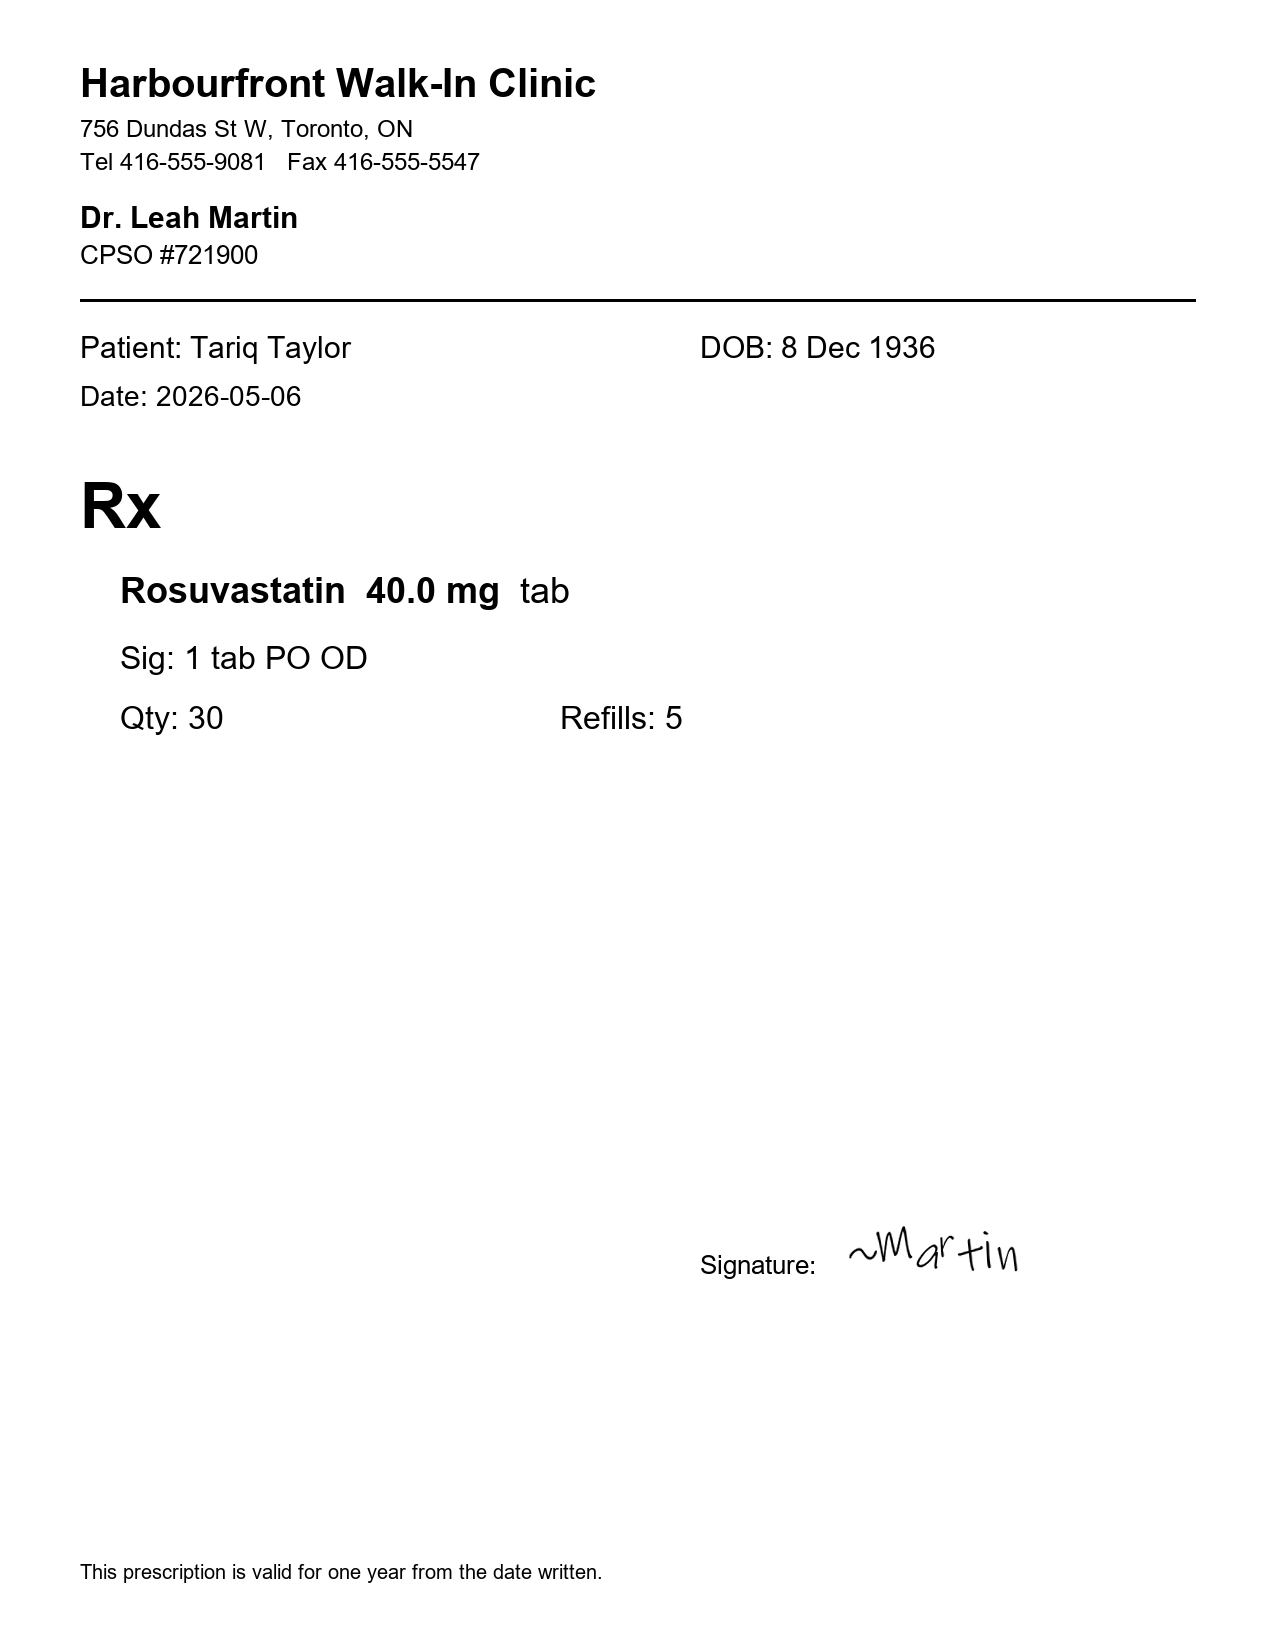 Harbourfront Walk-In Clinic
756 Dundas St W, Toronto, ON
Tel 416-555-9081 Fax 416-555-5547
Dr. Leah Martin
CPSO #721900
Patient: Tariq Taylor DOB: 8 Dec 1936
Date: 2026-05-06
Rx
Rosuvastatin 40.0 mg tab
Sig: 1 tab PO OD
Qty: 30 Refills: 5
Signature: ~Martin
This prescription is valid for one year from the date written.